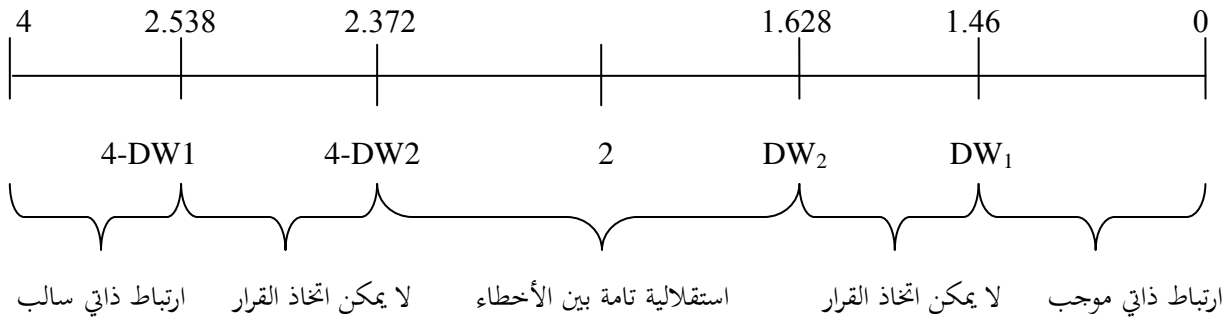 4 2.538 2.372 1.628 1.46 0
4-DW1 4-DW2 2 DW₂ DW₁
ارتباط ذاتي موجب لا يمكن اتخاذ القرار استقلالية تامة بين الأخطاء لا يمكن اتخاذ القرار ارتباط ذاتي سالب